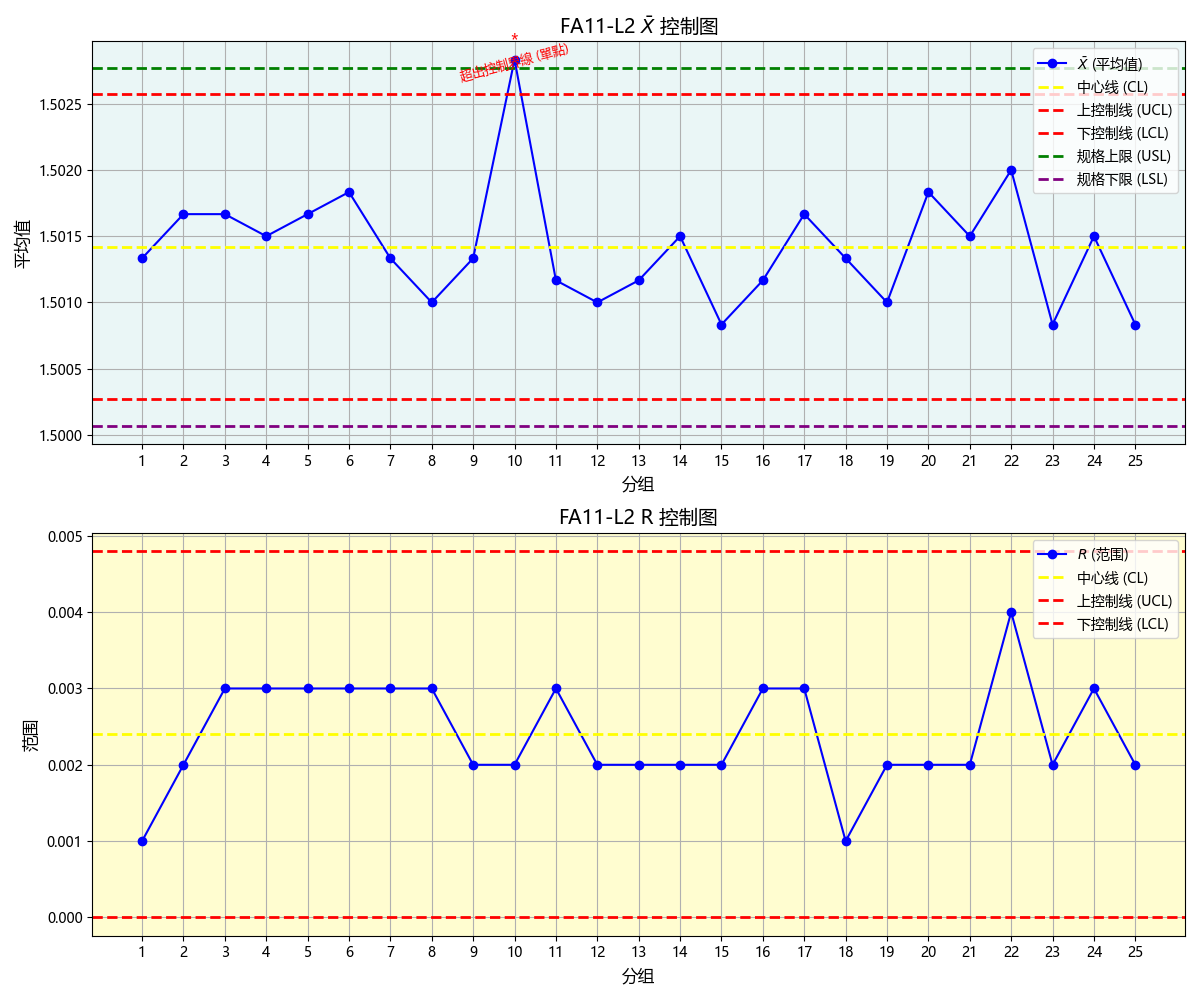 FA11-L2 X̄ 控制图
*
超出控制界線 (單點)
X̄ (平均值)
中心线 (CL)
上控制线 (UCL)
下控制线 (LCL)
规格上限 (USL)
规格下限 (LSL)
平均值
1.5025
1.5020
1.5015
1.5010
1.5005
1.5000
1 2 3 4 5 6 7 8 9 10 11 12 13 14 15 16 17 18 19 20 21 22 23 24 25
分组
FA11-L2 R 控制图
R (范围)
中心线 (CL)
上控制线 (UCL)
下控制线 (LCL)
范围
0.005
0.004
0.003
0.002
0.001
0.000
1 2 3 4 5 6 7 8 9 10 11 12 13 14 15 16 17 18 19 20 21 22 23 24 25
分组